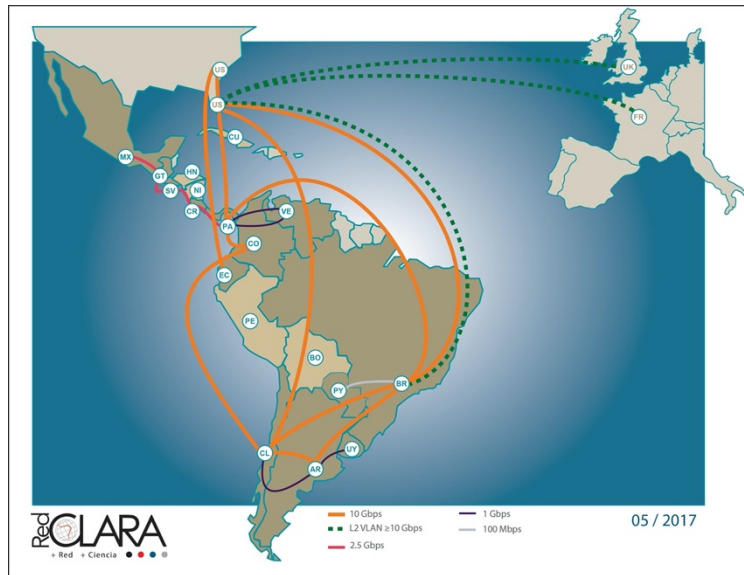 US
UK
US
FR
CU
MX
HN
GT
SV
NI
CR
VE
PA
CO
EC
PE
BO
PY
BR
CL
UY
AR
10 Gbps
1 Gbps
L2 VLAN ≥10 Gbps
100 Mbps
2.5 Gbps
05 / 2017
Red
CLARA
+ Red + Ciencia